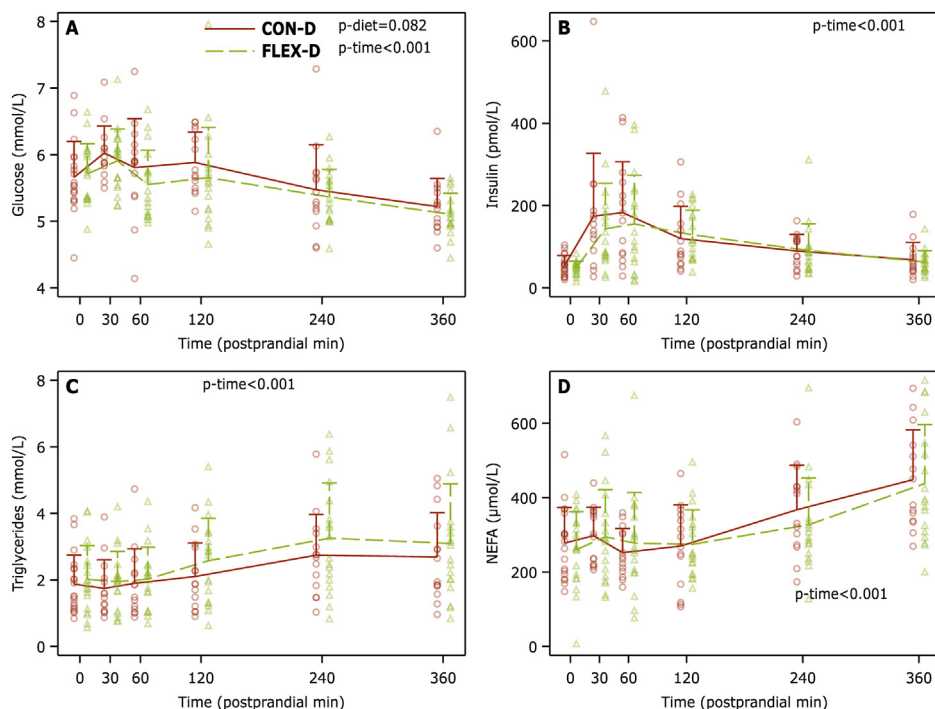 A
CON-D
FLEX-D
p-diet=0.082
p-time<0.001
8
7
6
5
4
Glucose (mmol/L)
0 30 60 120 240 360
Time (postprandial min)
B
p-time<0.001
600
400
200
0
Insulin (pmol/L)
0 30 60 120 240 360
Time (postprandial min)
C
p-time<0.001
8
6
4
2
0
Triglycerides (mmol/L)
0 30 60 120 240 360
Time (postprandial min)
D
600
400
200
0
NEFA (μmol/L)
p-time<0.001
0 30 60 120 240 360
Time (postprandial min)